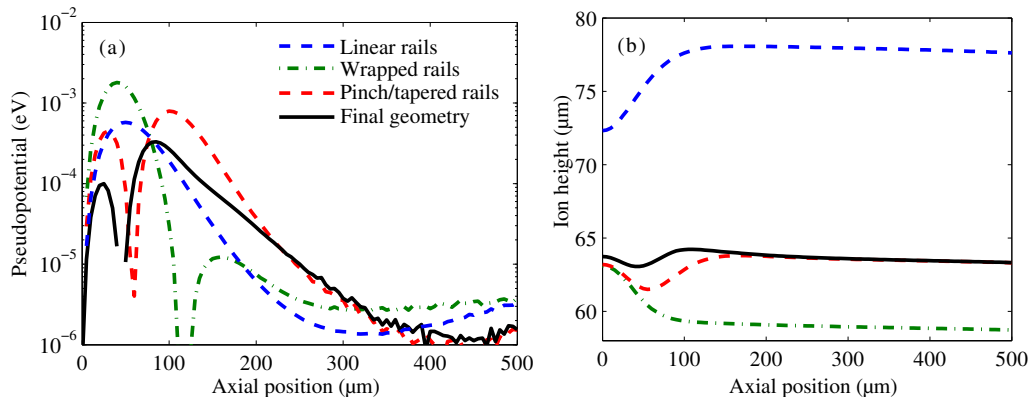 (a)
Linear rails
Wrapped rails
Pinch/tapered rails
Final geometry
Pseudopotential (eV)
10⁻²
10⁻³
10⁻⁴
10⁻⁵
10⁻⁶
0 100 200 300 400 500
Axial position (μm)
(b)
Ion height (μm)
80
75
70
65
60
0 100 200 300 400 500
Axial position (μm)